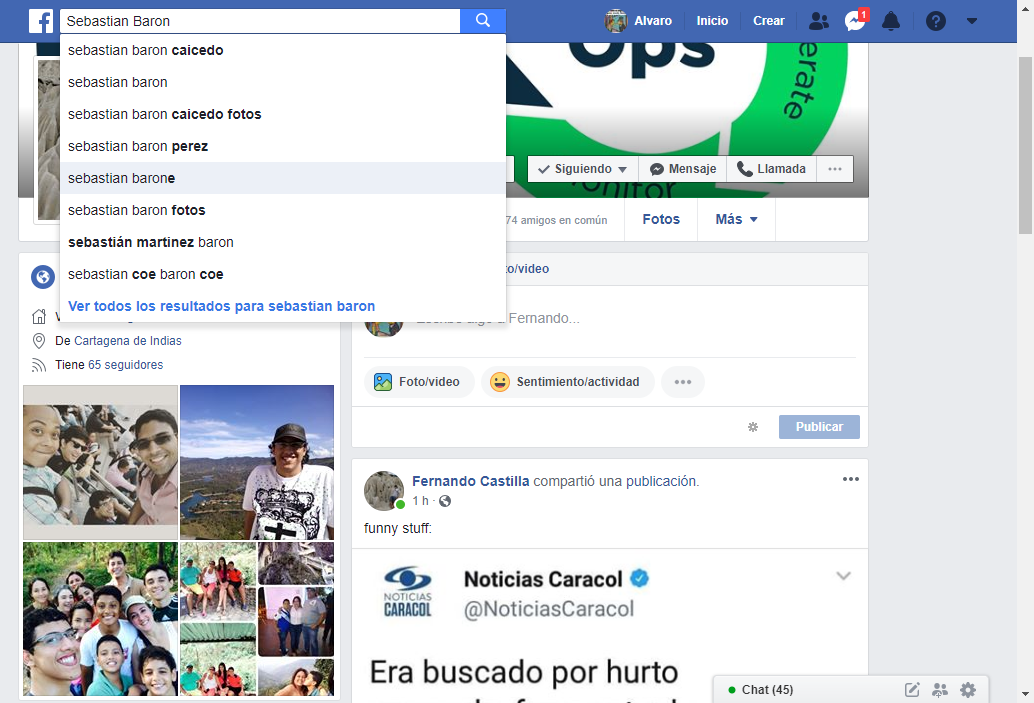 Sebastian Baron
Alvaro
Inicio
Crear
1
sebastian baron caicedo
sebastian baron
sebastian baron caicedo fotos
sebastian baron perez
sebastian barone
sebastian baron fotos
sebastián martinez baron
sebastian coe baron coe
Ver todos los resultados para sebastian baron
Ops
erate
onitor
Siguiendo
Mensaje
Llamada
74 amigos en común
Fotos
Más
to/video
De Cartagena de Indias
Tiene 65 seguidores
Escribe algo a Fernando...
Foto/video
Sentimiento/actividad
Publicar
Fernando Castilla compartió una publicación.
1 h ·
funny stuff:
NOTICIAS
CARACOL
Noticias Caracol
@NoticiasCaracol
Era buscado por hurto
Chat (45)